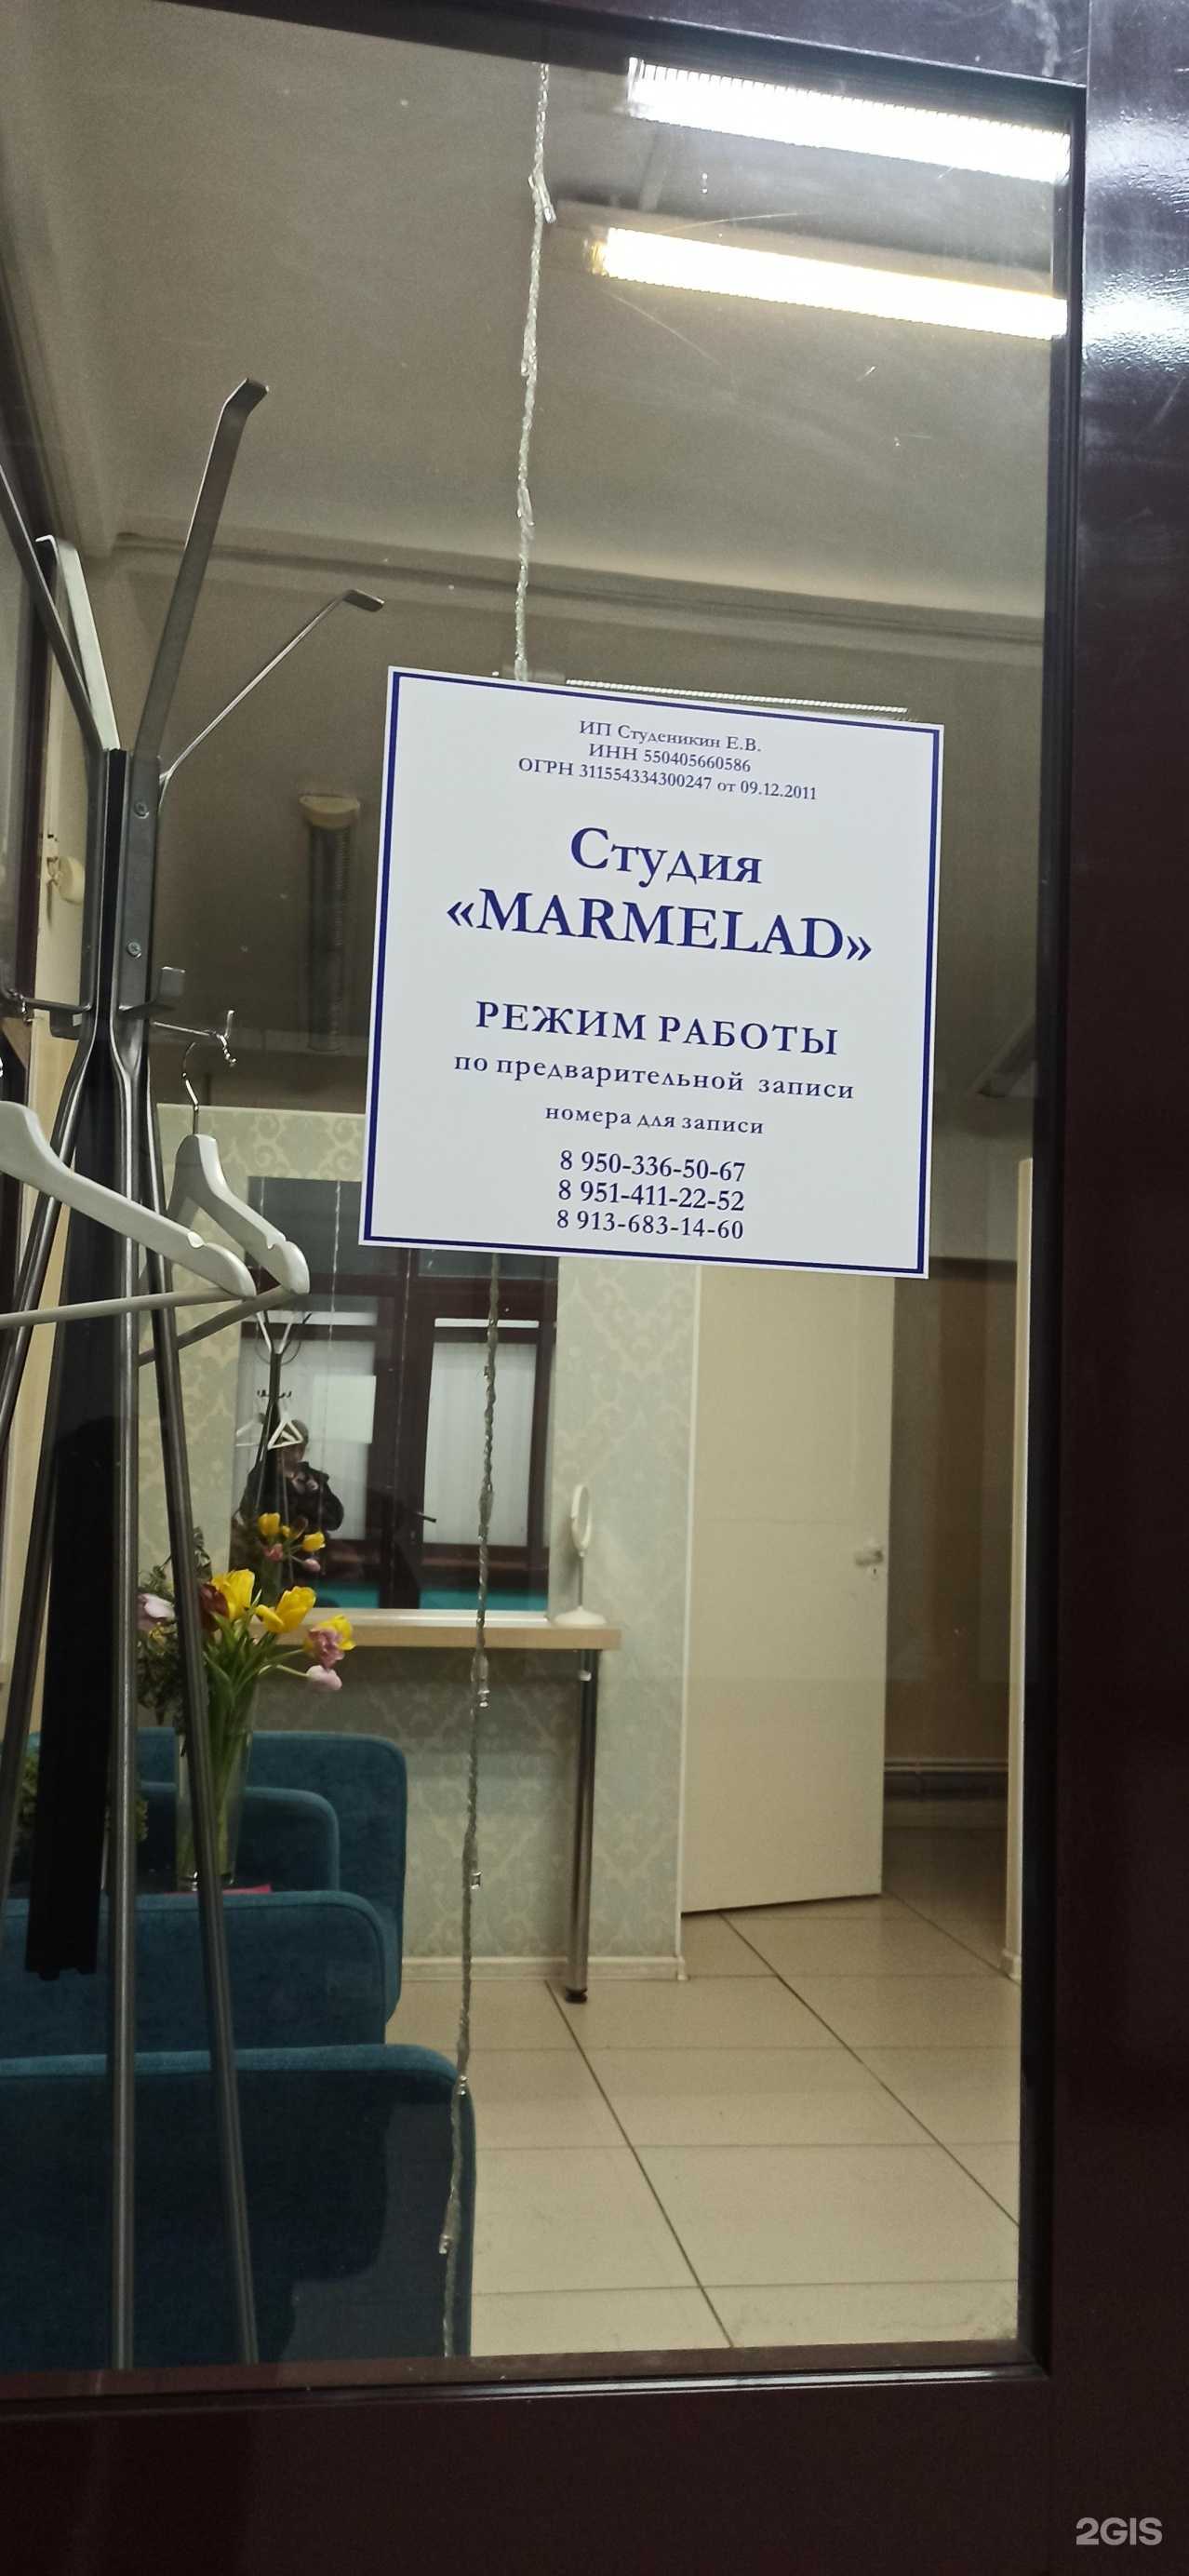 ИП Студеникин Е.В.
ИНН 550405660586
ОГРН 311554334300247 от 09.12.2011
Студия
«MARMELAD»
РЕЖИМ РАБОТЫ
по предварительной записи
номера для записи
8 950-336-50-67
8 951-411-22-52
8 913-683-14-60
2GIS